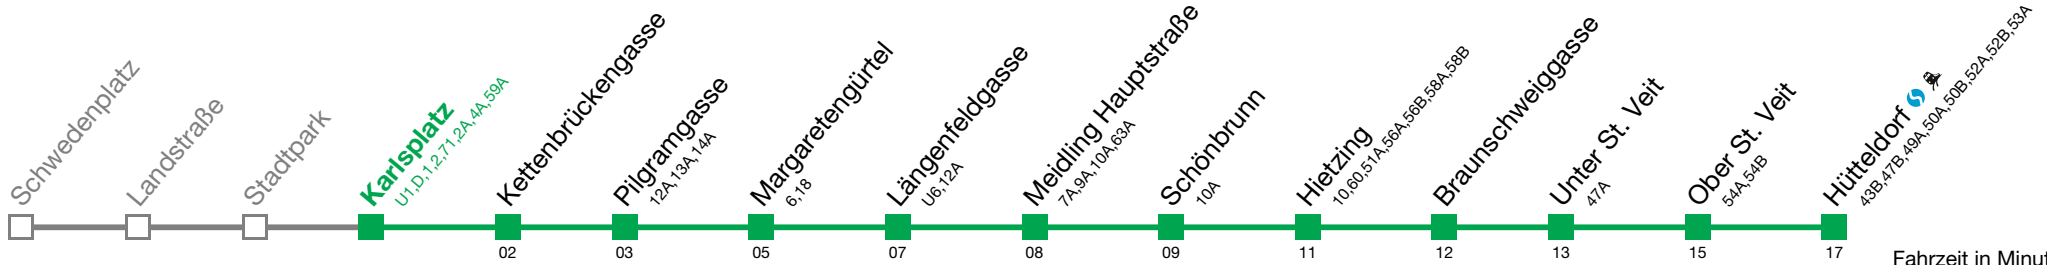 Schwedenplatz
Landstraße
Stadtpark
Karlsplatz
U1,D,1,2,71,2A,4A,59A
Kettenbrückengasse
02
Pilgramgasse
12A,13A,14A
03
Margaretengürtel
6,18
05
Längenfeldgasse
U6,12A
07
Meidling Hauptstraße
7A,9A,10A,63A
08
Schönbrunn
10A
09
Hietzing
10,60,51A,56A,56B,58A,58B
11
Braunschweiggasse
12
Unter St. Veit
47A
13
Ober St. Veit
54A,54B
15
Hütteldorf
43B,47B,49A,50A,50B,52A,52B,53A
17
Fahrzeit in Minut